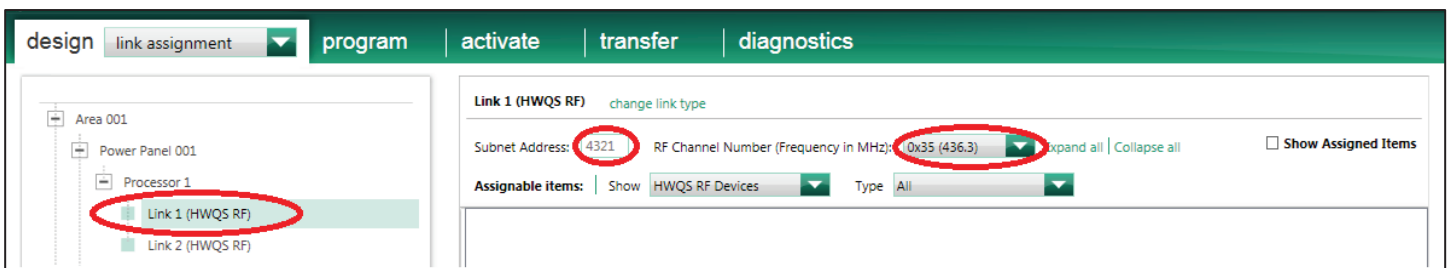 design link assignment program activate transfer diagnostics
Area 001
Power Panel 001
Processor 1
Link 1 (HWQS RF)
Link 2 (HWQS RF)
Link 1 (HWQS RF) change link type
Subnet Address: 4321 RF Channel Number (Frequency in MHz): 0x35 (436.3) xpand all Collapse all Show Assigned Items
Assignable items: Show HWQS RF Devices Type All